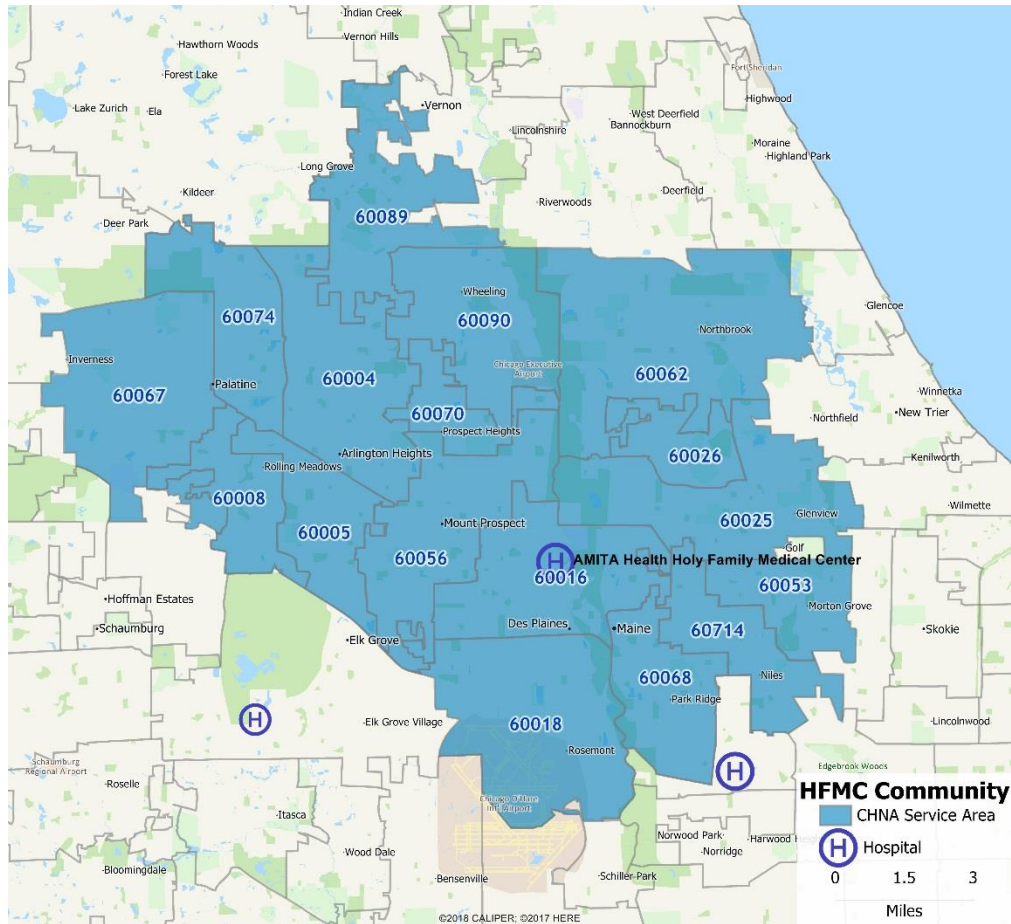 Indian Creek
Vernon Hills
Hawthorn Woods
Forest Lake
Fort Sheridan
Lake Zurich
Ela
Vernon
Highwood
West Deerfield
Bannockburn
Lincolnshire
Moraine
Highland Park
Long Grove
Kildeer
Deerfield
Riverwoods
Deer Park
60089
Wheeling
60090
Glencoe
60074
Northbrook
Inverness
Chicago Executive
Airport
60067
Palatine
60004
60062
Winnetka
60070
Northfield
New Trier
Prospect Heights
Arlington Heights
60026
Kenilworth
Rolling Meadows
60008
Wilmette
60005
Mount Prospect
60025
Glenview
60056
Golf
H
AMITA Health Holy Family Medical Center
60016
60053
Hoffman Estates
Morton Grove
Schaumburg
Des Plaines
Maine
60714
Skokie
Elk Grove
60068
Niles
Park Ridge
H
Elk Grove Village
60018
Lincolnwood
Rosemont
Schaumburg
Regional Airport
Edgebrook Woods
H
Roselle
HFMC Community
CHNA Service Area
Chicago O'Hare
Int'l Airport
Itasca
Norwood Park
Harwood He
H Hospital
Wood Dale
Norridge
Bloomingdale
Bensenville
Schiller Park
0 1.5 3
Miles
©2018 CALIPER; ©2017 HERE